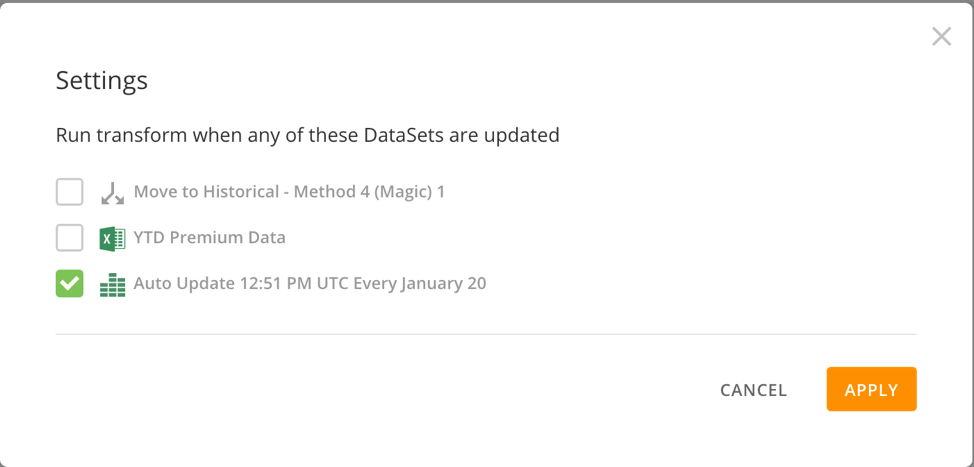 Settings
Run transform when any of these DataSets are updated
Move to Historical - Method 4 (Magic) 1
YTD Premium Data
Auto Update 12:51 PM UTC Every January 20
CANCEL APPLY